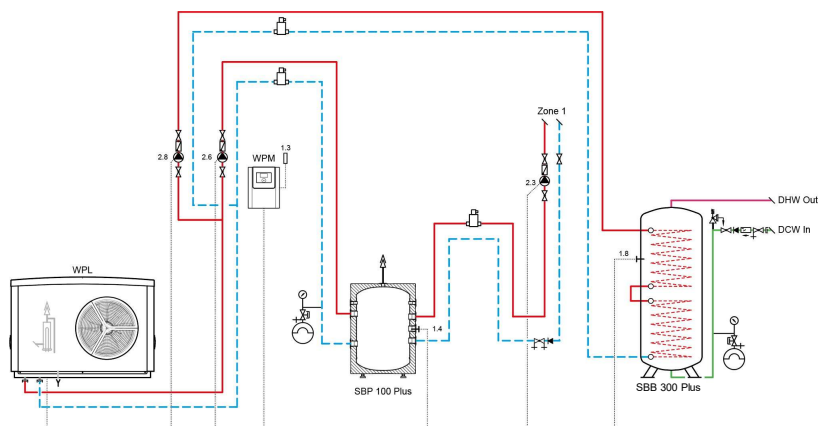 Zone 1
2.8
2.6
WPM
1.3
2.3
DHW Out
DCW In
1.8
WPL
1.4
SBP 100 Plus
SBB 300 Plus